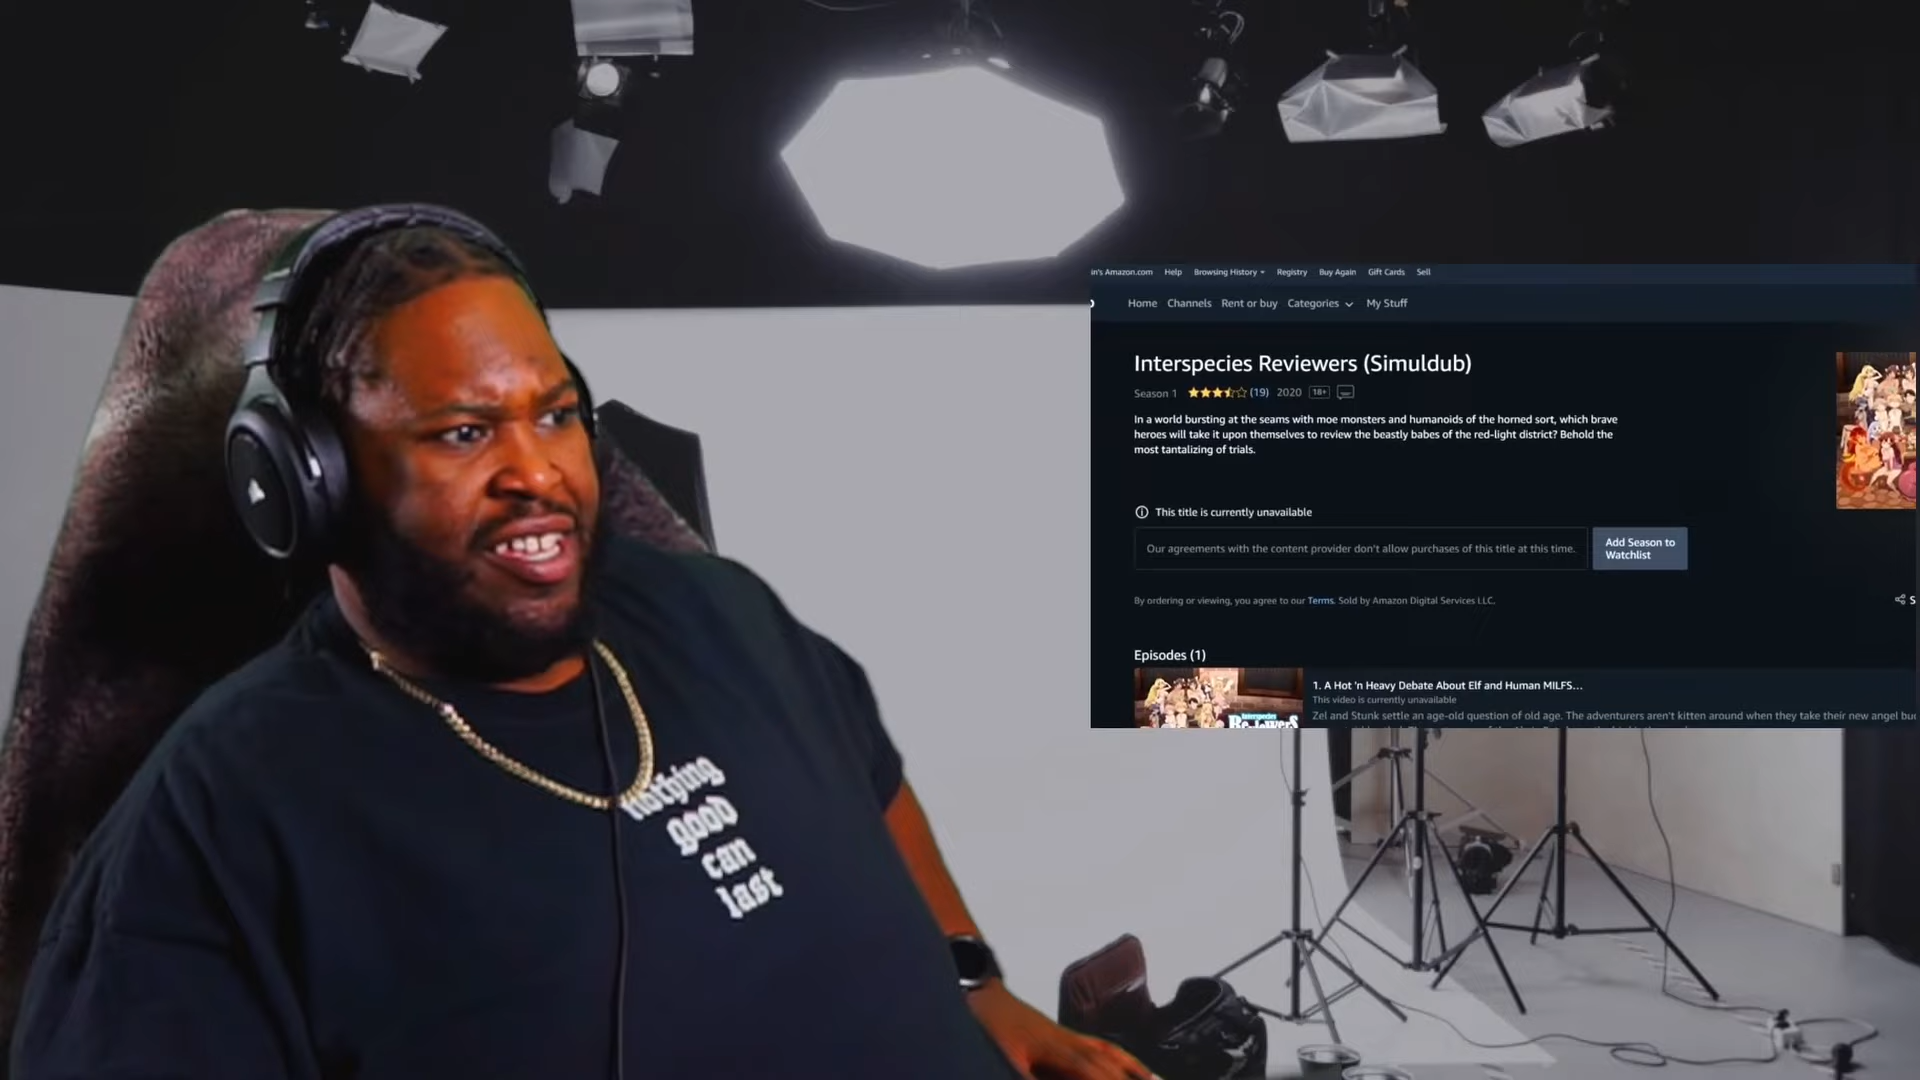 in's Amazon.com Help Browsing History Registry Buy Again Gift Cards Sell
Home Channels Rent or buy Categories My Stuff
Interspecies Reviewers (Simuldub)
Season 1 (19) 2020 18+
In a world bursting at the seams with moe monsters and humanoids of the horned sort, which brave
heroes will take it upon themselves to review the beastly babes of the red-light district? Behold the
most tantalizing of trials.
This title is currently unavailable
Our agreements with the content provider don't allow purchases of this title at this time.
Add Season to
Watchlist
By ordering or viewing, you agree to our Terms. Sold by Amazon Digital Services LLC.
S
Episodes (1)
1. A Hot 'n Heavy Debate About Elf and Human MILFS...
This video is currently unavailable
Zel and Stunk settle an age-old question of old age. The adventurers aren't kitten around when they take their new angel bu
Interspecies
Reviewers
nothing
good
can
last